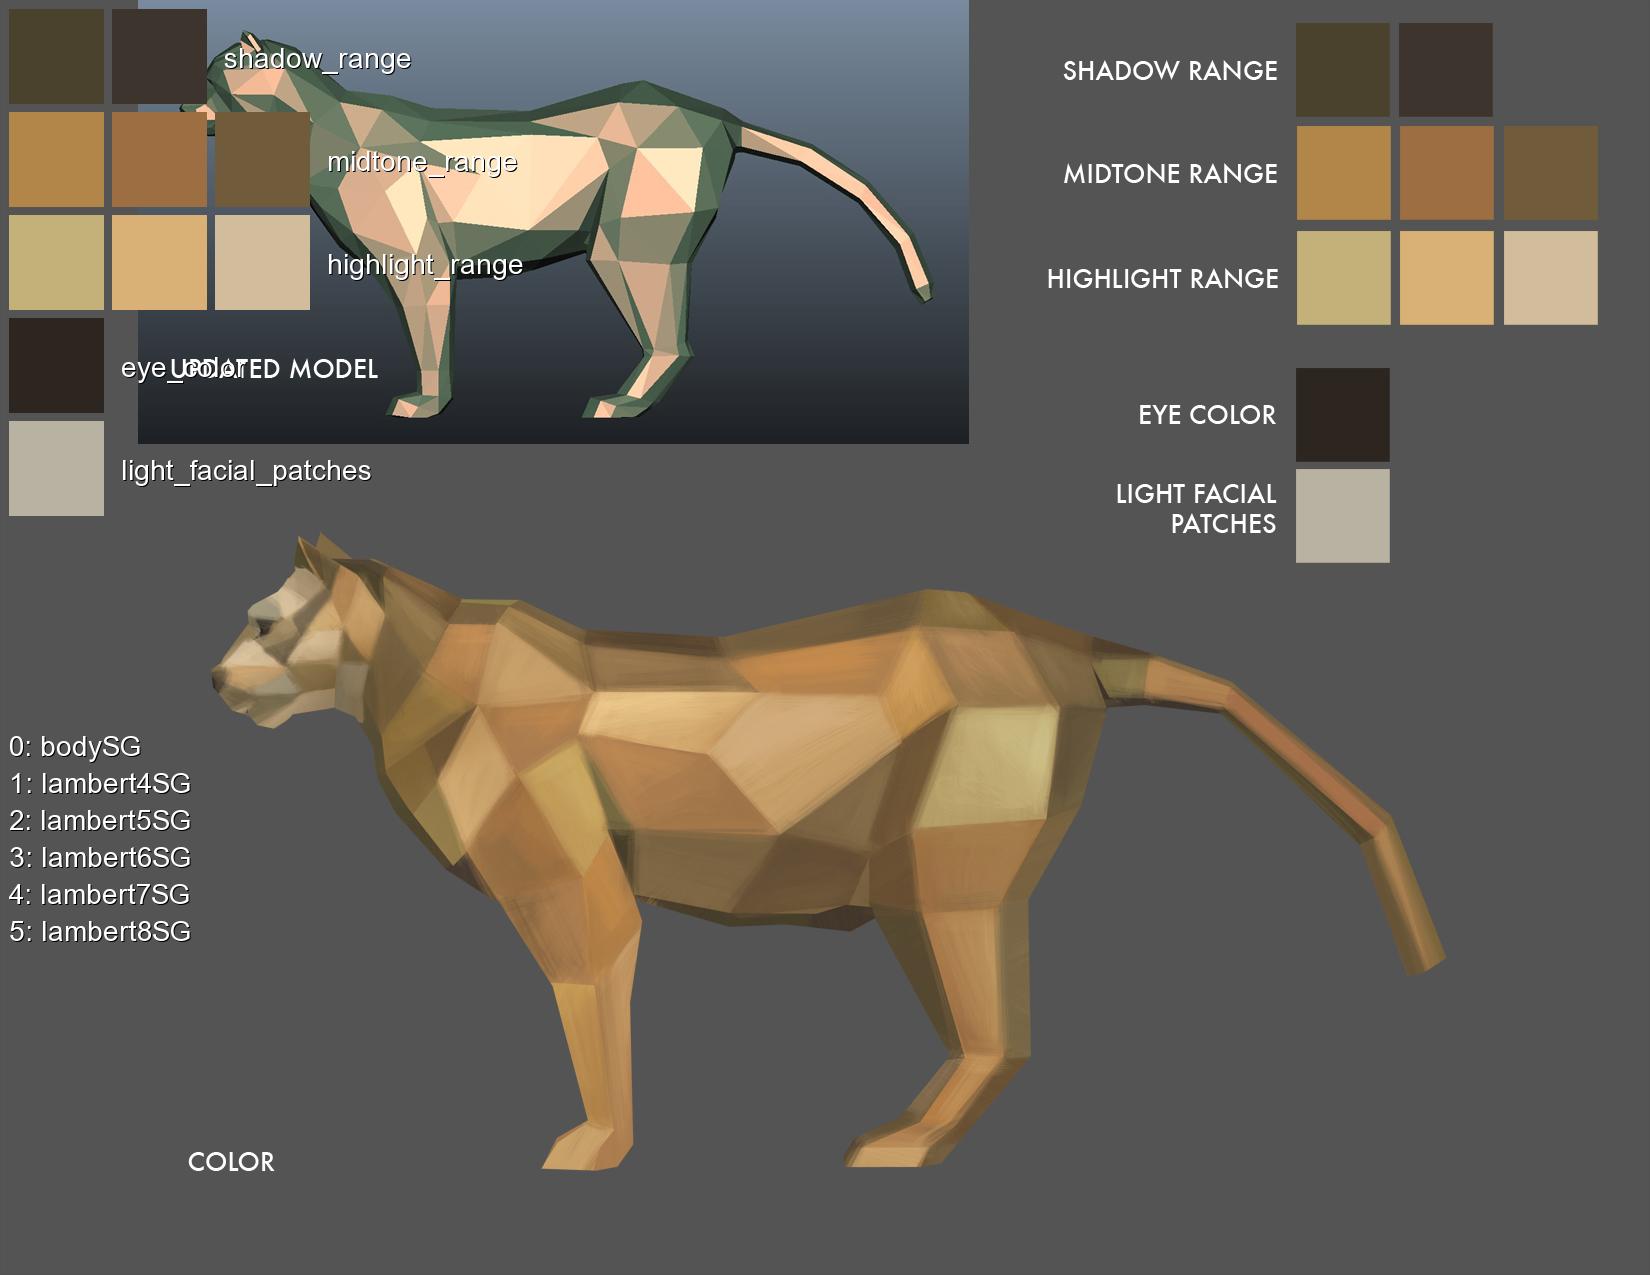 shadow_range
midtone_range
highlight_range
eye_color
UPDATED MODEL
light_facial_patches
SHADOW RANGE
MIDTONE RANGE
HIGHLIGHT RANGE
EYE COLOR
LIGHT FACIAL
PATCHES
0: bodySG
1: lambert4SG
2: lambert5SG
3: lambert6SG
4: lambert7SG
5: lambert8SG
COLOR